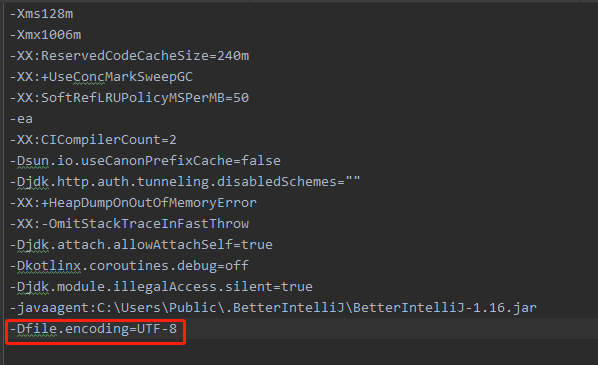 -Xms128m
-Xmx1006m
-XX:ReservedCodeCacheSize=240m
-XX:+UseConcMarkSweepGC
-XX:SoftRefLRUPolicyMSPerMB=50
-ea
-XX:CICompilerCount=2
-Dsun.io.useCanonPrefixCache=false
-Djdk.http.auth.tunneling.disabledSchemes=""
-XX:+HeapDumpOnOutOfMemoryError
-XX:-OmitStackTraceInFastThrow
-Djdk.attach.allowAttachSelf=true
-Dkotlinx.coroutines.debug=off
-Djdk.module.illegalAccess.silent=true
-javaagent:C:\Users\Public\.BetterIntelliJ\BetterIntelliJ-1.16.jar
-Dfile.encoding=UTF-8